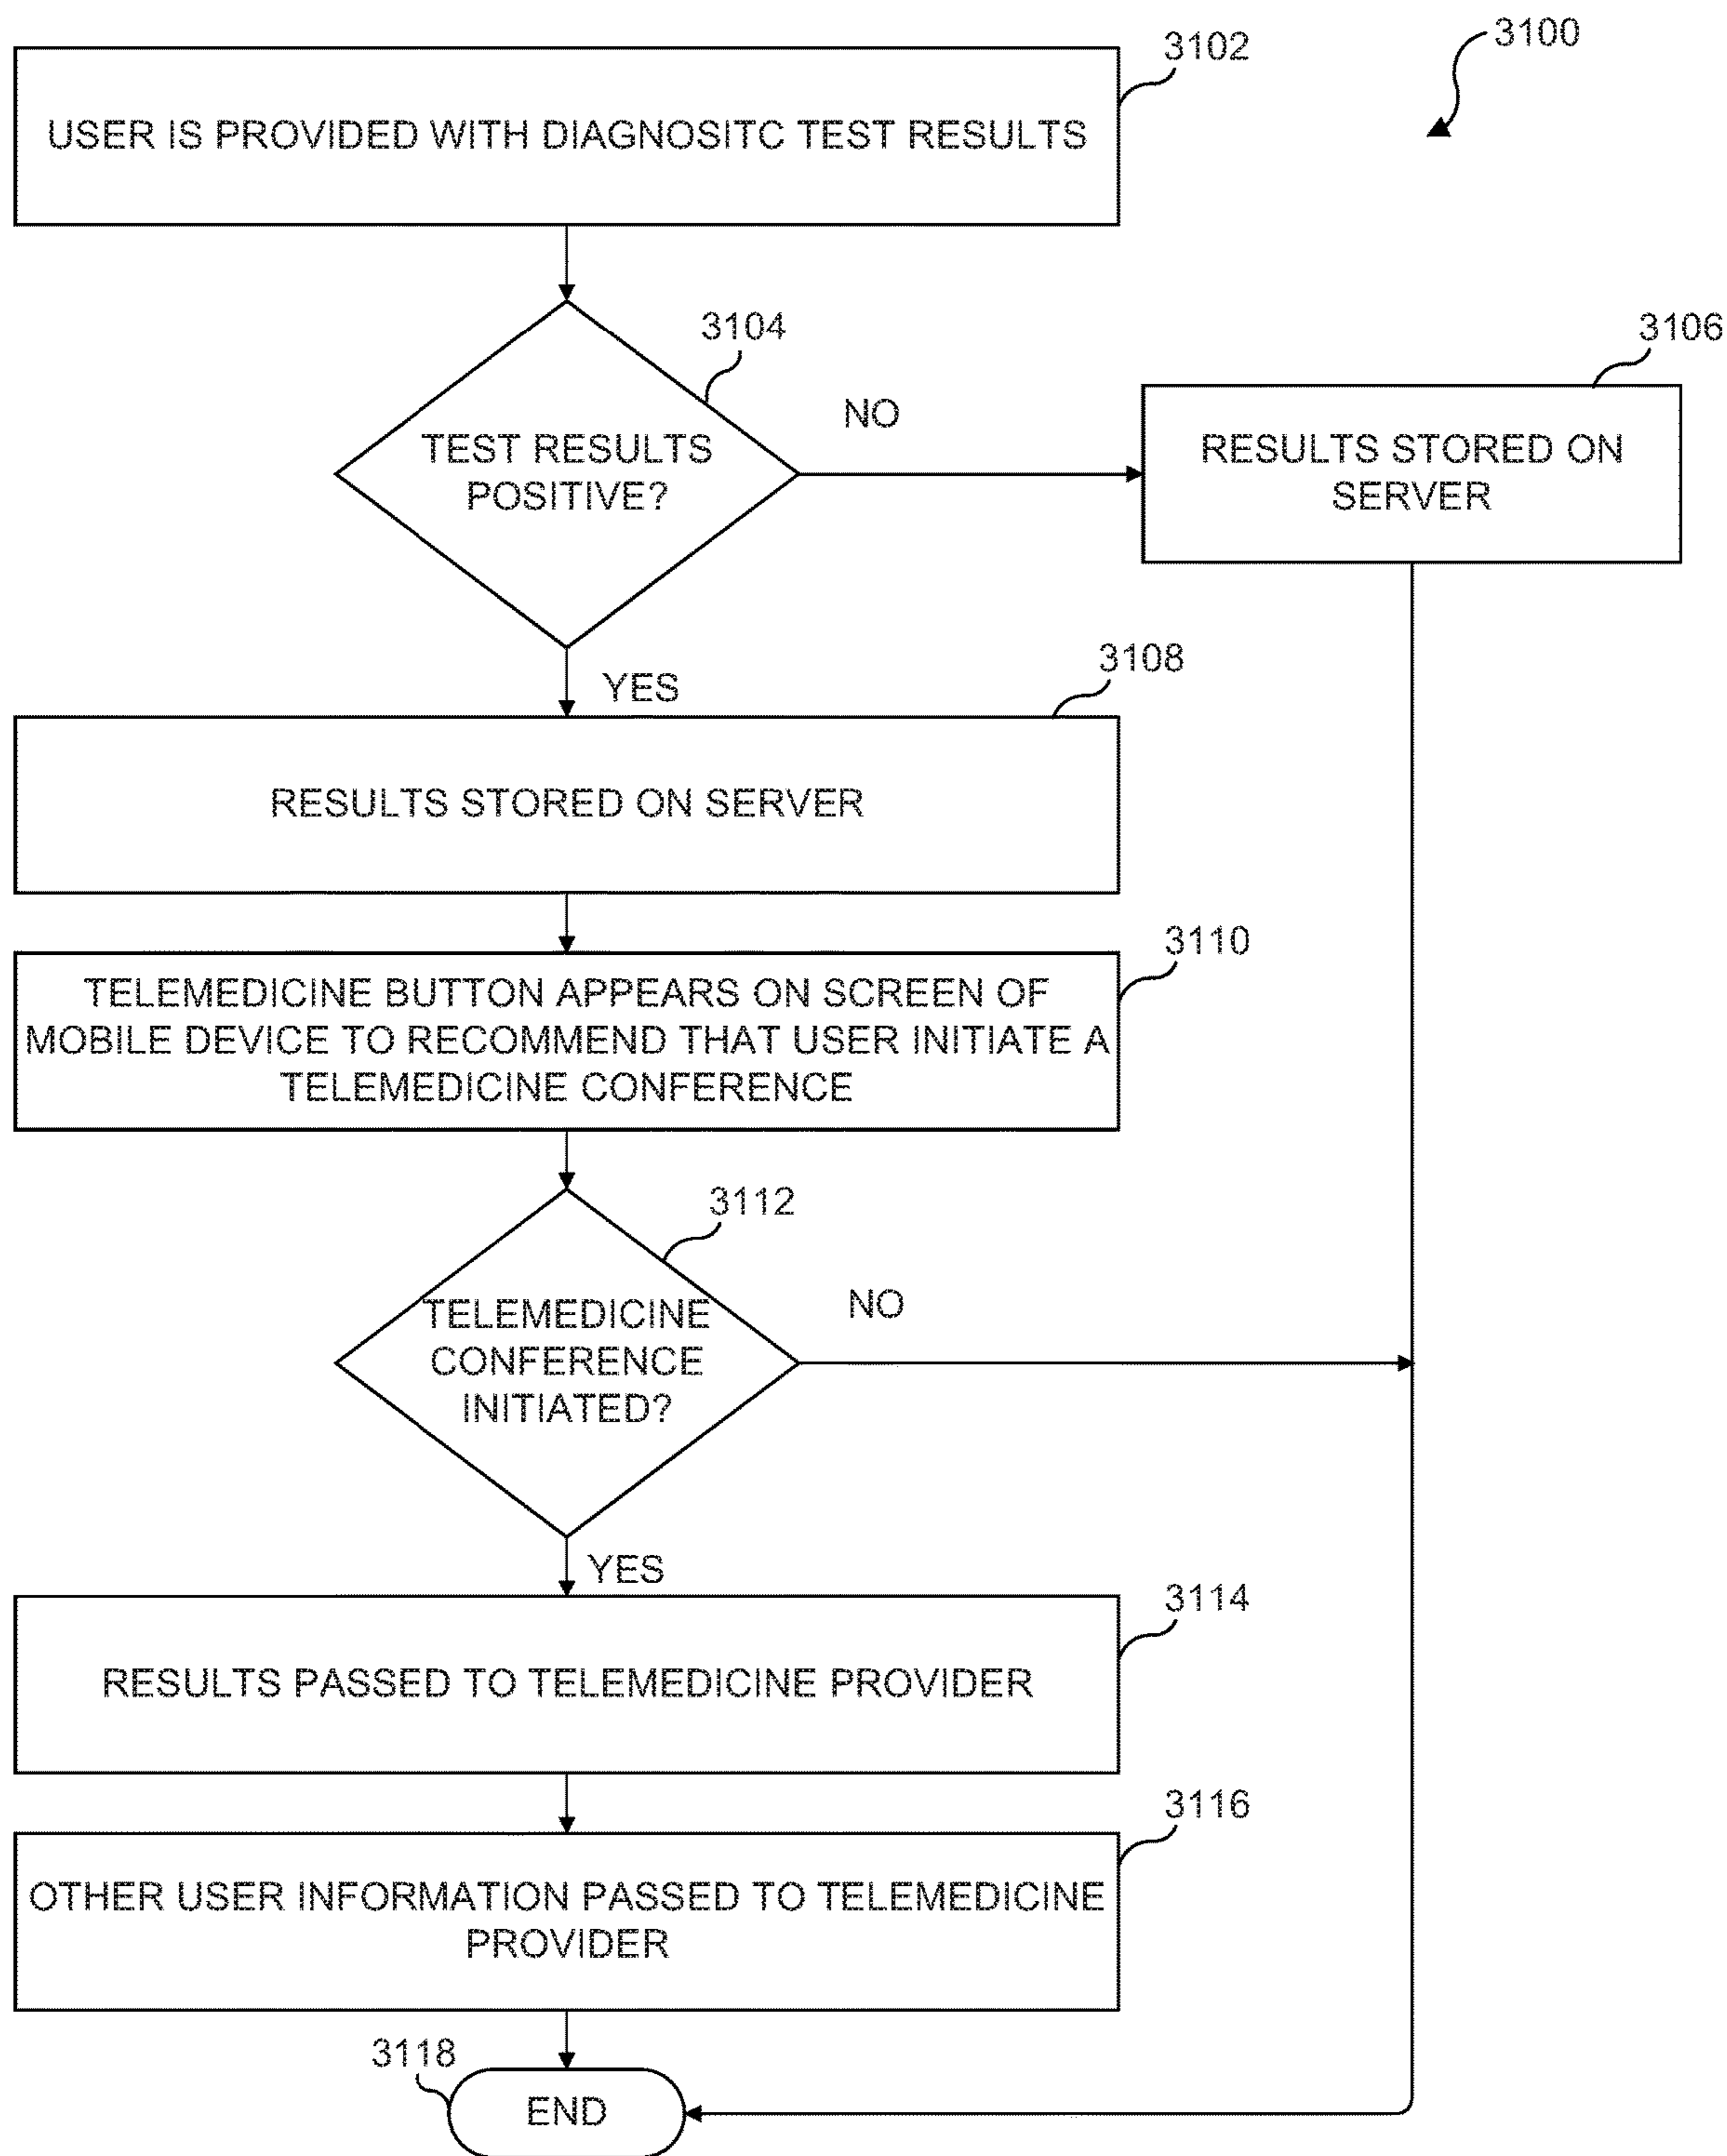 3100
3102
USER IS PROVIDED WITH DIAGNOSITC TEST RESULTS
3104
TEST RESULTS
POSITIVE?
NO
3106
RESULTS STORED ON
SERVER
YES
3108
RESULTS STORED ON SERVER
3110
TELEMEDICINE BUTTON APPEARS ON SCREEN OF
MOBILE DEVICE TO RECOMMEND THAT USER INITIATE A
TELEMEDICINE CONFERENCE
3112
TELEMEDICINE
CONFERENCE
INITIATED?
NO
YES
3114
RESULTS PASSED TO TELEMEDICINE PROVIDER
3116
OTHER USER INFORMATION PASSED TO TELEMEDICINE
PROVIDER
3118
END